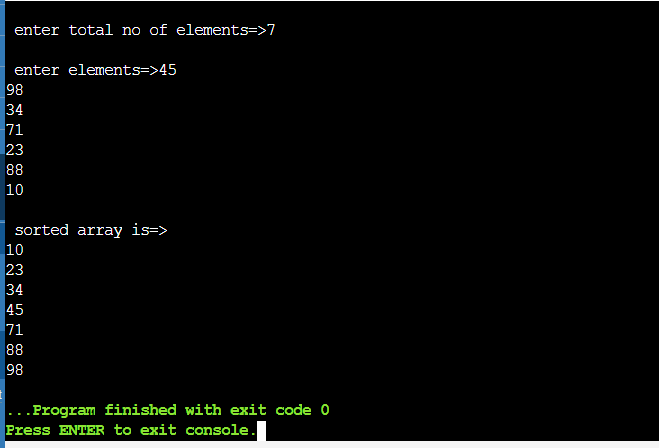 enter total no of elements=>7
enter elements=>45
98
34
71
23
88
10
sorted array is=>
10
23
34
45
71
88
98
...Program finished with exit code 0
Press ENTER to exit console.